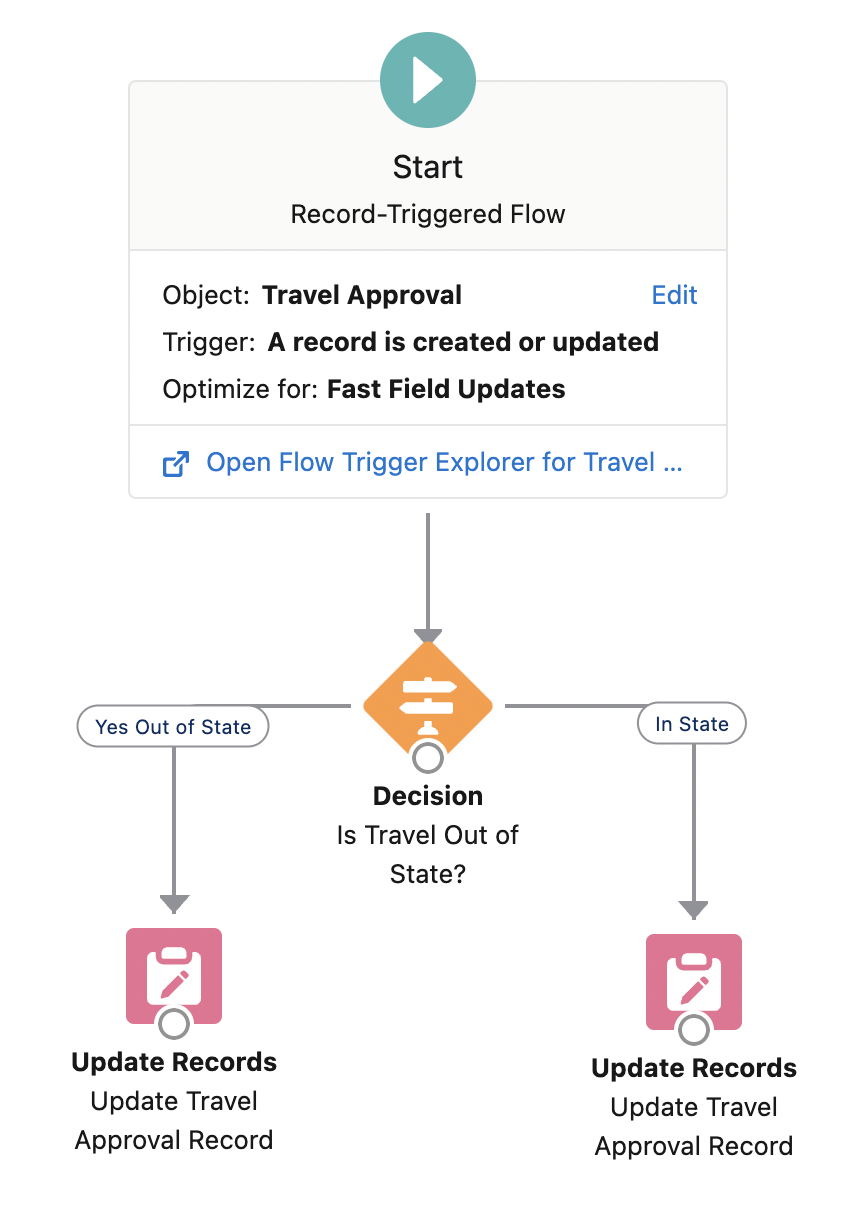 Start
Record-Triggered Flow
Object: Travel Approval
Edit
Trigger: A record is created or updated
Optimize for: Fast Field Updates
Open Flow Trigger Explorer for Travel ...
Yes Out of State
In State
Decision
Is Travel Out of
State?
Update Records
Update Travel
Approval Record
Update Records
Update Travel
Approval Record